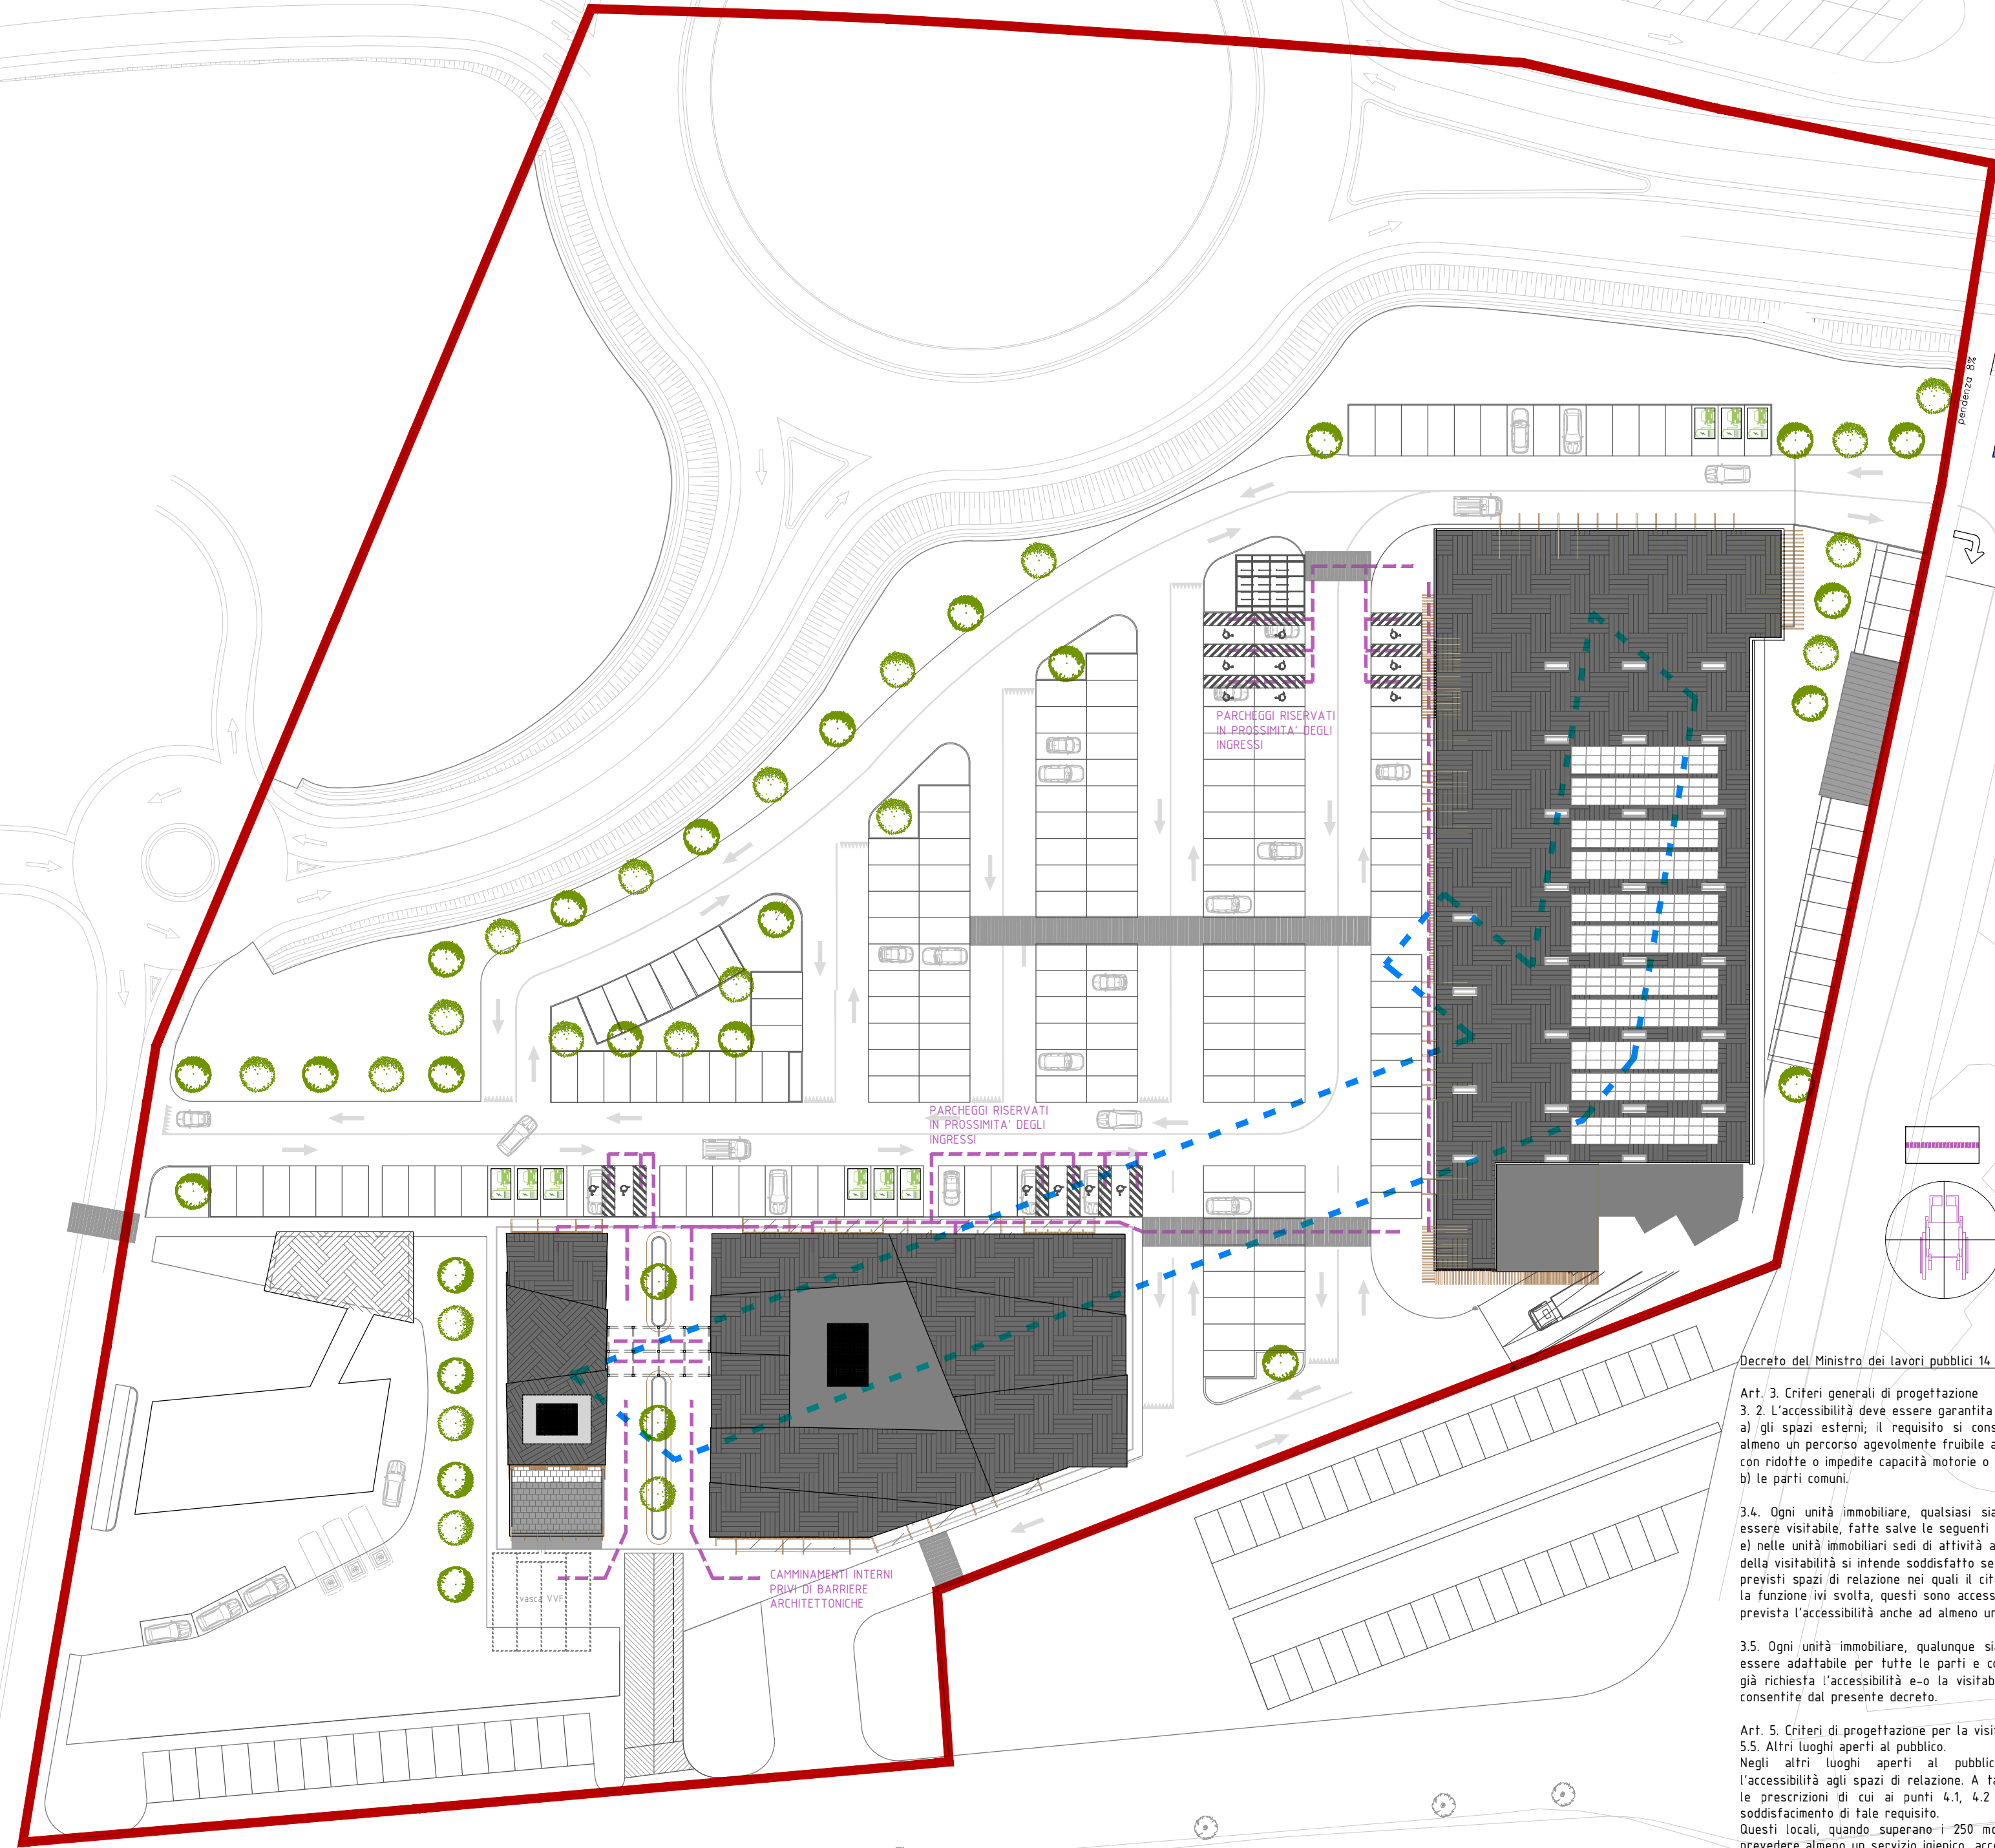 pendenza 8%
PARCHEGGI RISERVATI
IN PROSSIMITA' DEGLI
INGRESSI
PARCHEGGI RISERVATI
IN PROSSIMITA' DEGLI
INGRESSI
CAMMINAMENTI INTERNI
PRIVI DI BARRIERE
ARCHITETTONICHE
vasca VVF
Decreto del Ministro dei lavori pubblici 14
Art. 3. Criteri generali di progettazione
3. 2. L'accessibilità deve essere garantita
a) gli spazi esterni; il requisito si cons
almeno un percorso agevolmente fruibile a
con ridotte o impedite capacità motorie o
b) le parti comuni.
3.4. Ogni unità immobiliare, qualsiasi sia
essere visitabile, fatte salve le seguenti
e) nelle unità immobiliari sedi di attività a
della visitabilità si intende soddisfatto se
previsti spazi di relazione nei quali il cit
la funzione ivi svolta, questi sono access
prevista l'accessibilità anche ad almeno un
3.5. Ogni unità immobiliare, qualunque sia
essere adattabile per tutte le parti e co
già richiesta l'accessibilità e-o la visitab
consentite dal presente decreto.
Art. 5. Criteri di progettazione per la visit
5.5. Altri luoghi aperti al pubblico.
Negli altri luoghi aperti al pubblic
l'accessibilità agli spazi di relazione. A ta
le prescrizioni di cui ai punti 4.1, 4.2
soddisfacimento di tale requisito.
Questi locali, quando superano i 250 mq
prevedere almeno un servizio igienico acc